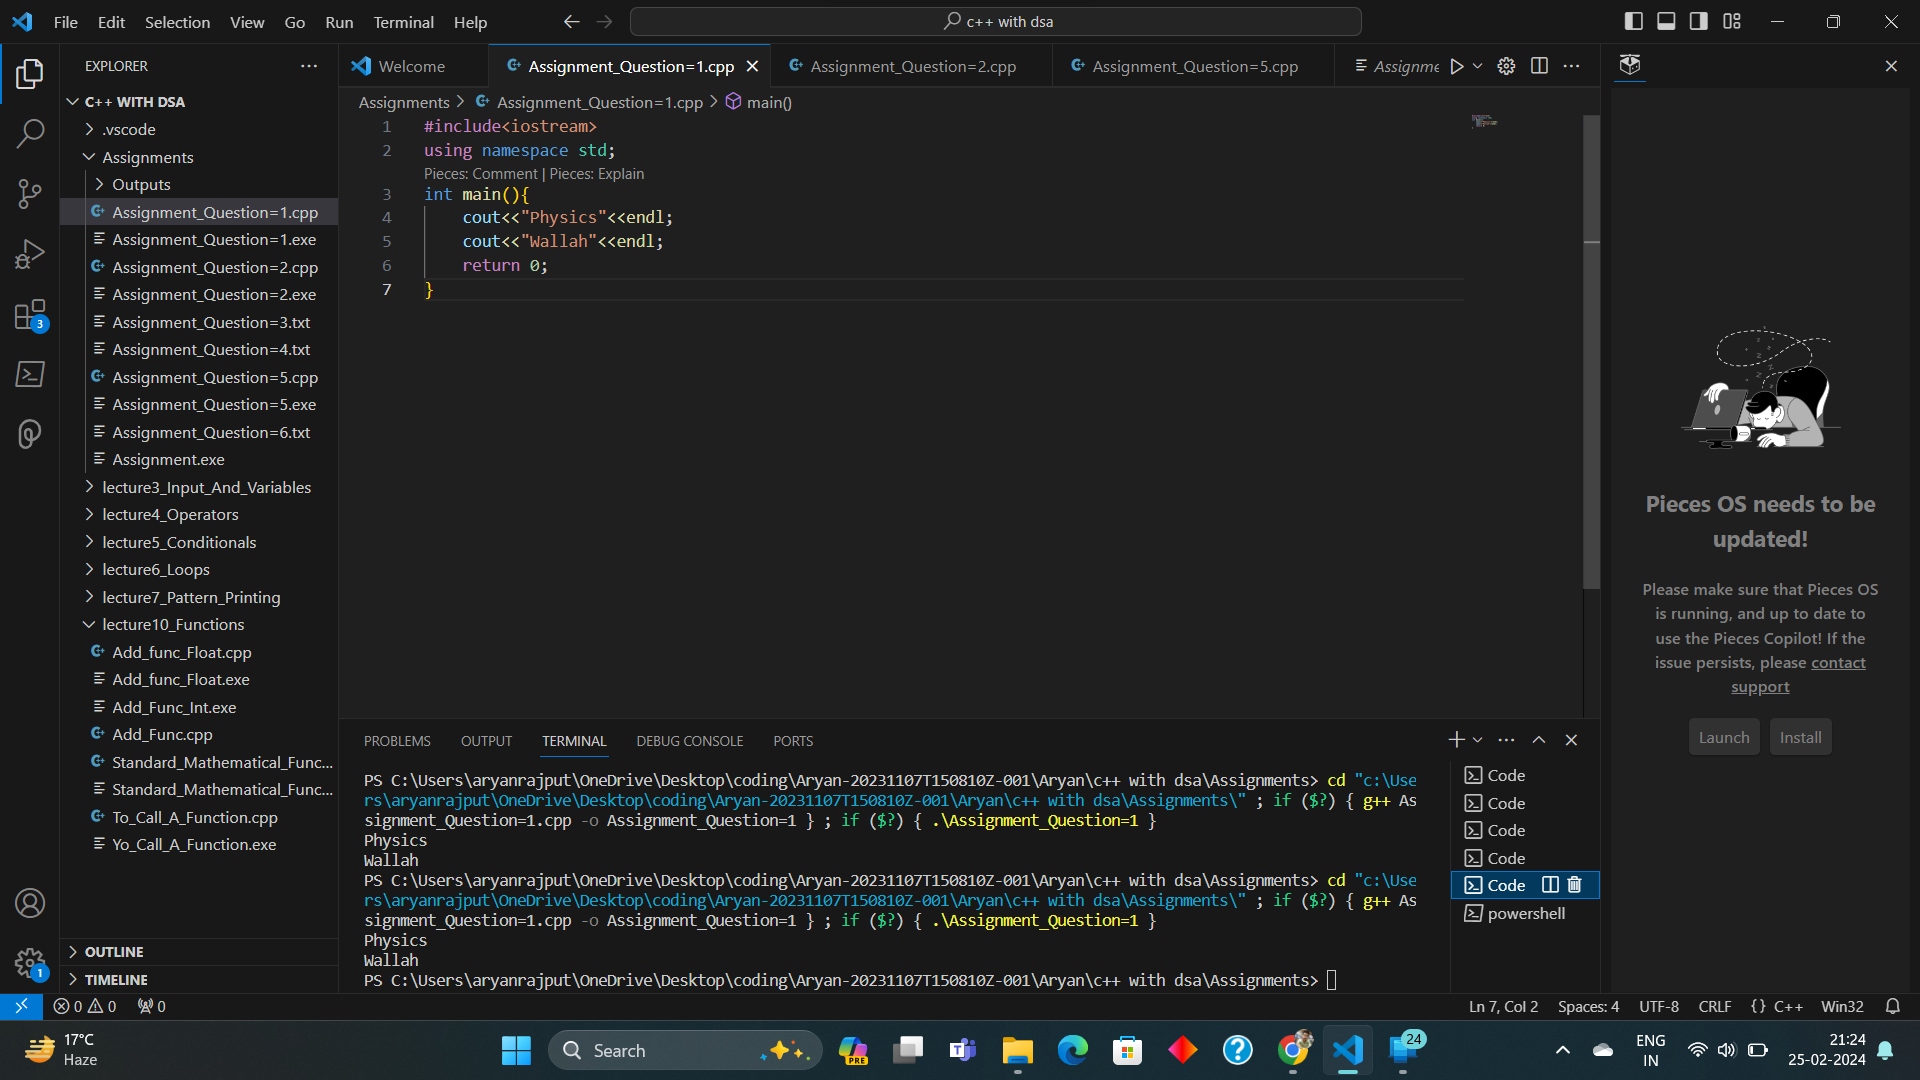 File Edit Selection View Go Run Terminal Help
c++ with dsa
EXPLORER
C++ WITH DSA
.vscode
Assignments
Outputs
Assignment_Question=1.cpp
Assignment_Question=1.exe
Assignment_Question=2.cpp
Assignment_Question=2.exe
Assignment_Question=3.txt
Assignment_Question=4.txt
Assignment_Question=5.cpp
Assignment_Question=5.exe
Assignment_Question=6.txt
Assignment.exe
lecture3_Input_And_Variables
lecture4_Operators
lecture5_Conditionals
lecture6_Loops
lecture7_Pattern_Printing
lecture10_Functions
Add_func_Float.cpp
Add_func_Float.exe
Add_Func_Int.exe
Add_Func.cpp
Standard_Mathematical_Func...
Standard_Mathematical_Func...
To_Call_A_Function.cpp
Yo_Call_A_Function.exe
OUTLINE
TIMELINE
3
1
Welcome Assignment_Question=1.cpp Assignment_Question=2.cpp Assignment_Question=5.cpp Assignme
Assignments > Assignment_Question=1.cpp > main()
1 #include<iostream>
2 using namespace std;
Pieces: Comment | Pieces: Explain
3 int main(){
4 cout<<"Physics"<<endl;
5 cout<<"Wallah"<<endl;
6 return 0;
7 }
PROBLEMS OUTPUT TERMINAL DEBUG CONSOLE PORTS
PS C:\Users\aryanrajput\OneDrive\Desktop\coding\Aryan-20231107T150810Z-001\Aryan\c++ with dsa\Assignments> cd "c:\Use
rs\aryanrajput\OneDrive\Desktop\coding\Aryan-20231107T150810Z-001\Aryan\c++ with dsa\Assignments\" ; if ($?) { g++ As
signment_Question=1.cpp -o Assignment_Question=1 } ; if ($?) { .\Assignment_Question=1 }
Physics
Wallah
PS C:\Users\aryanrajput\OneDrive\Desktop\coding\Aryan-20231107T150810Z-001\Aryan\c++ with dsa\Assignments> cd "c:\Use
rs\aryanrajput\OneDrive\Desktop\coding\Aryan-20231107T150810Z-001\Aryan\c++ with dsa\Assignments\" ; if ($?) { g++ As
signment_Question=1.cpp -o Assignment_Question=1 } ; if ($?) { .\Assignment_Question=1 }
Physics
Wallah
PS C:\Users\aryanrajput\OneDrive\Desktop\coding\Aryan-20231107T150810Z-001\Aryan\c++ with dsa\Assignments>
Code
Code
Code
Code
Code
powershell
Pieces OS needs to be
updated!
Please make sure that Pieces OS
is running, and up to date to
use the Pieces Copilot! If the
issue persists, please contact
support
Launch Install
0 0 0
Ln 7, Col 2 Spaces: 4 UTF-8 CRLF {} C++ Win32
17°C
Haze
Search
PRE
24
ENG
IN
21:24
25-02-2024